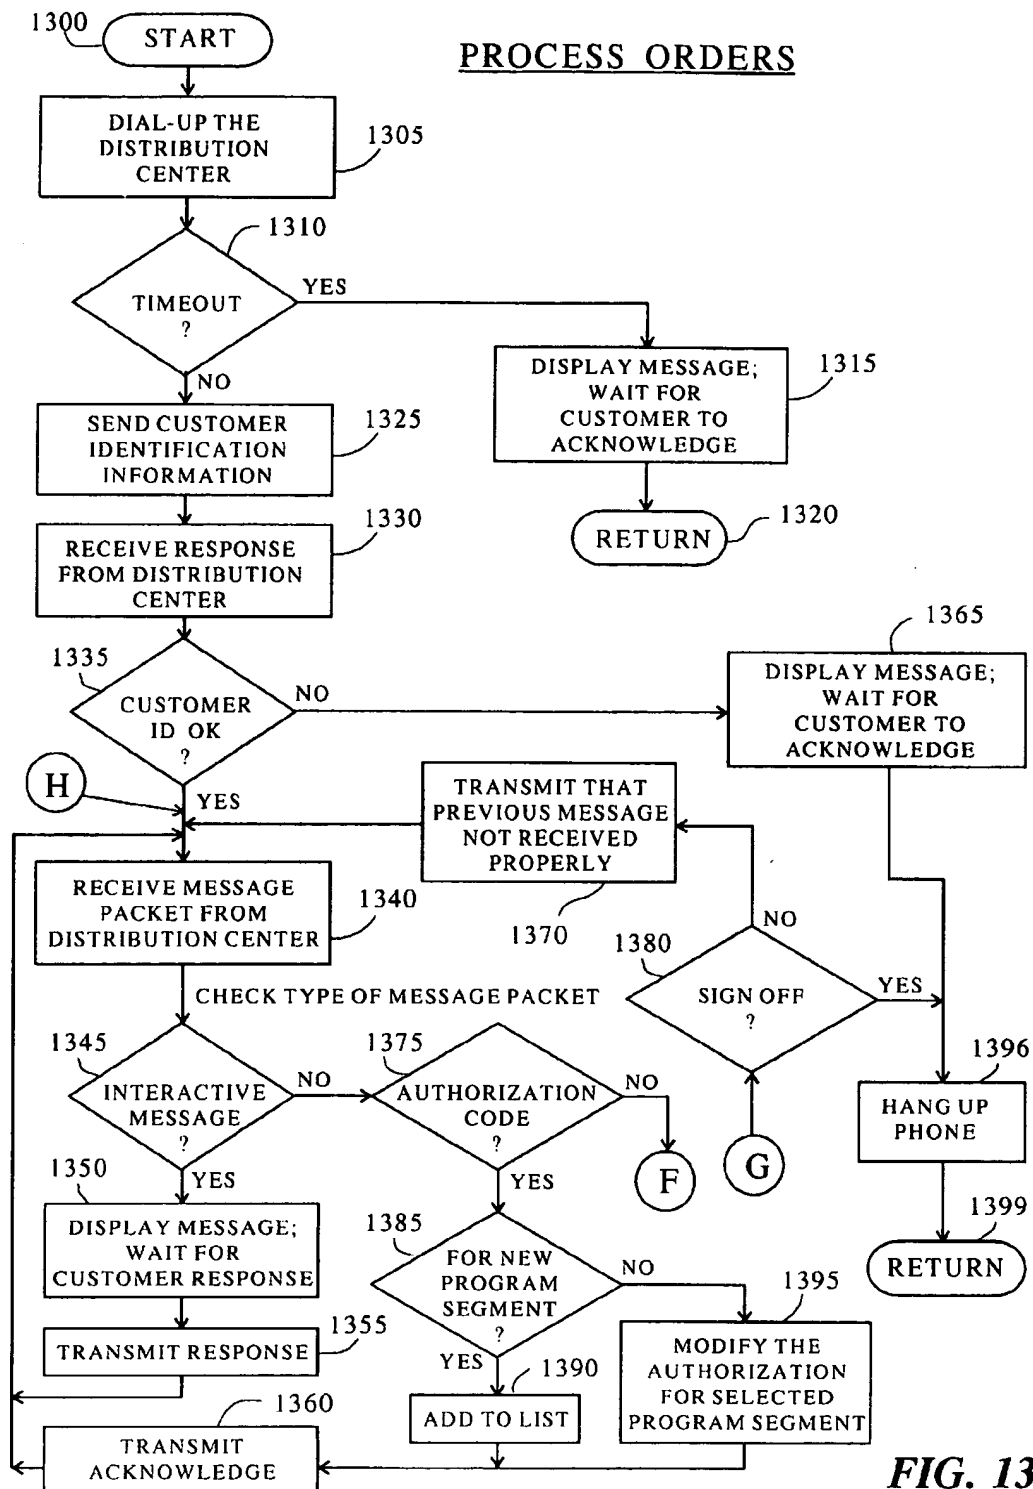 1300
START
PROCESS ORDERS
DIAL-UP THE
DISTRIBUTION
CENTER
1305
1310
TIMEOUT
?
YES
NO
DISPLAY MESSAGE;
WAIT FOR
CUSTOMER TO
ACKNOWLEDGE
1315
SEND CUSTOMER
IDENTIFICATION
INFORMATION
1325
RETURN
1320
RECEIVE RESPONSE
FROM DISTRIBUTION
CENTER
1330
1335
CUSTOMER
ID OK
?
NO
YES
1365
DISPLAY MESSAGE;
WAIT FOR
CUSTOMER TO
ACKNOWLEDGE
H
TRANSMIT THAT
PREVIOUS MESSAGE
NOT RECEIVED
PROPERLY
1370
RECEIVE MESSAGE
PACKET FROM
DISTRIBUTION CENTER
1340
NO
1380
SIGN OFF
?
YES
CHECK TYPE OF MESSAGE PACKET
1345
INTERACTIVE
MESSAGE
?
NO
YES
1375
AUTHORIZATION
CODE
?
NO
YES
F
G
1396
HANG UP
PHONE
1399
RETURN
1350
DISPLAY MESSAGE;
WAIT FOR
CUSTOMER RESPONSE
1385
FOR NEW
PROGRAM
SEGMENT
?
NO
YES
1395
MODIFY THE
AUTHORIZATION
FOR SELECTED
PROGRAM SEGMENT
TRANSMIT RESPONSE
1355
1390
ADD TO LIST
1360
TRANSMIT
ACKNOWLEDGE
FIG. 13